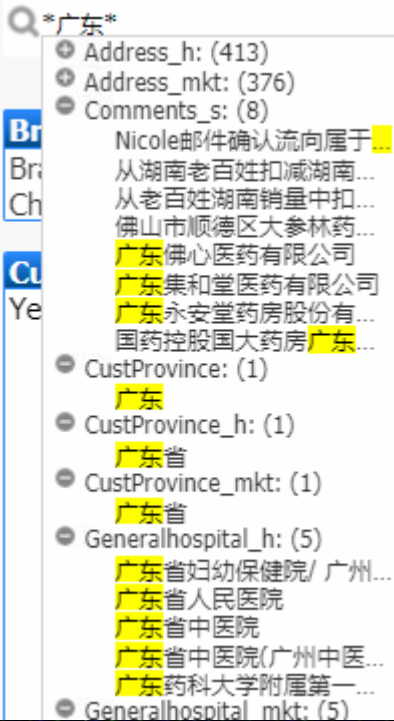 *广东*
Address_h: (413)
Address_mkt: (376)
Comments_s: (8)
Br
Nicole邮件确认流向属于...
Bra
从湖南老百姓扣减湖南...
Ch
从老百姓湖南销量中扣...
佛山市顺德区大参林药...
广东佛心医药有限公司
Cu
广东集和堂医药有限公司
Ye
广东永安堂药房股份有...
国药控股国大药房广东...
CustProvince: (1)
广东
CustProvince_h: (1)
广东省
CustProvince_mkt: (1)
广东省
Generalhospital_h: (5)
广东省妇幼保健院/ 广州...
广东省人民医院
广东省中医院
广东省中医院(广州中医...
广东药科大学附属第一...
Generalhospital_mkt: (5)